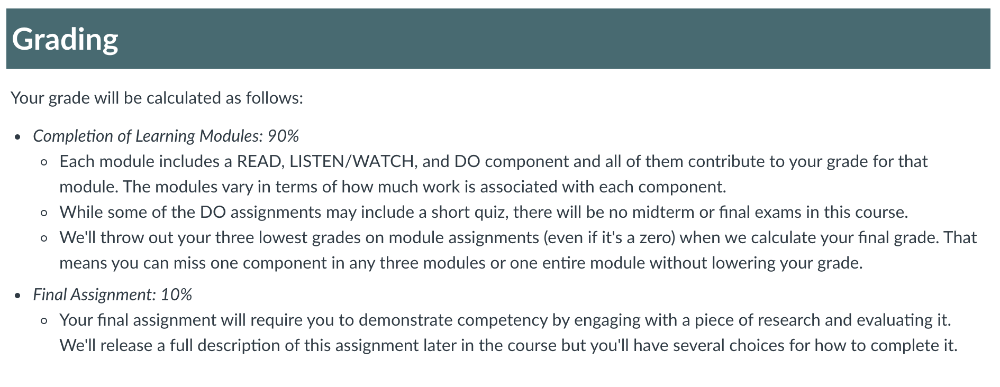 Grading
Your grade will be calculated as follows:
• Completion of Learning Modules: 90%
◦ Each module includes a READ, LISTEN/WATCH, and DO component and all of them contribute to your grade for that
module. The modules vary in terms of how much work is associated with each component.
◦ While some of the DO assignments may include a short quiz, there will be no midterm or final exams in this course.
◦ We'll throw out your three lowest grades on module assignments (even if it's a zero) when we calculate your final grade. That
means you can miss one component in any three modules or one entire module without lowering your grade.
• Final Assignment: 10%
◦ Your final assignment will require you to demonstrate competency by engaging with a piece of research and evaluating it.
We'll release a full description of this assignment later in the course but you'll have several choices for how to complete it.